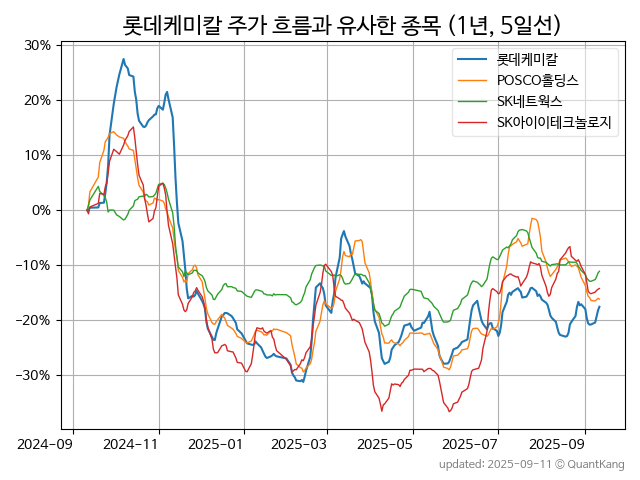 롯데케미칼 주가 흐름과 유사한 종목 (1년, 5일선)
롯데케미칼
POSCO홀딩스
SK네트웍스
SK아이이테크놀로지
30%
20%
10%
0%
−10%
−20%
−30%
2024-09 2024-11 2025-01 2025-03 2025-05 2025-07 2025-09
updated: 2025-09-11 © QuantKang